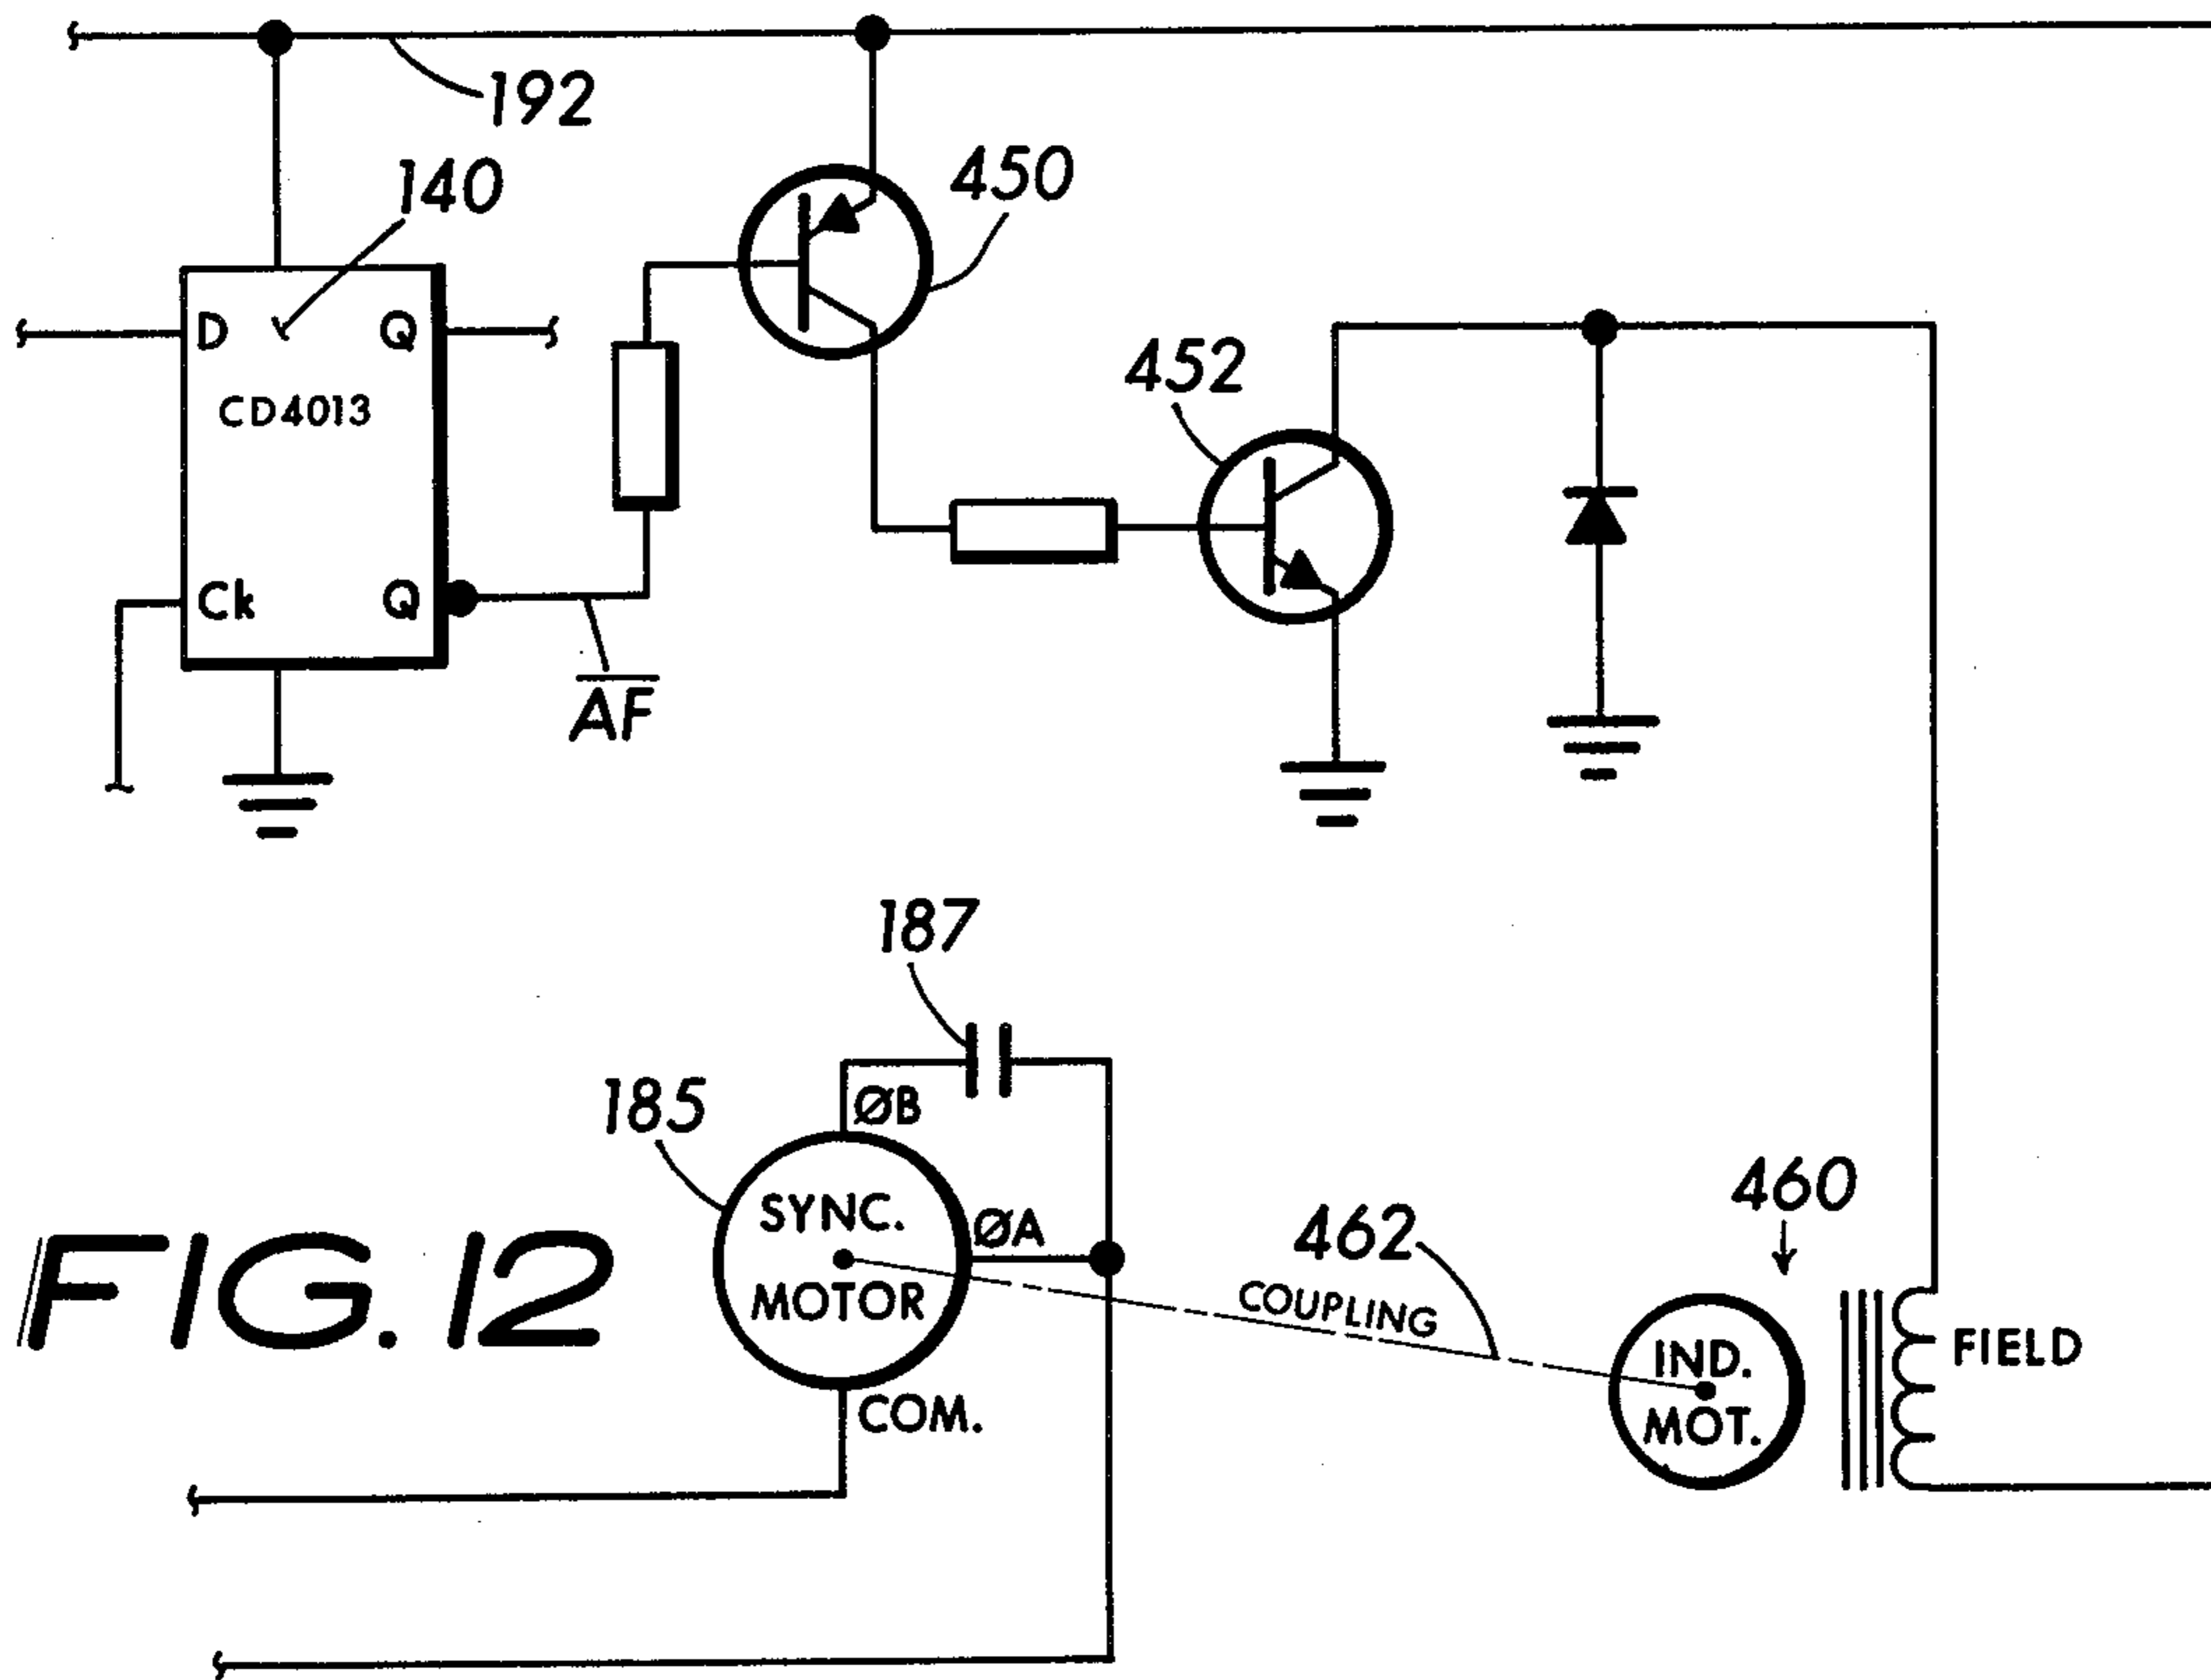 192
140
450
D
Q
CD4013
452
Ck
Q
A̅F̅
187
185
ØB
SYNC.
MOTOR
ØA
462
COUPLING
460
FIG. 12
COM.
IND.
MOT.
FIELD